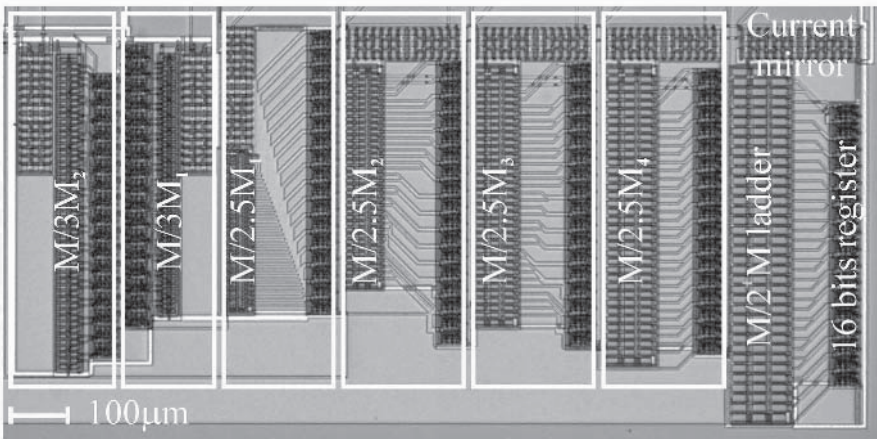 Current
mirror
M/3M₂
M/3M₁
M/2.5M₁
M/2.5M₂
M/2.5M₃
M/2.5M₄
M/2⁺M ladder
16 bits register
100μm